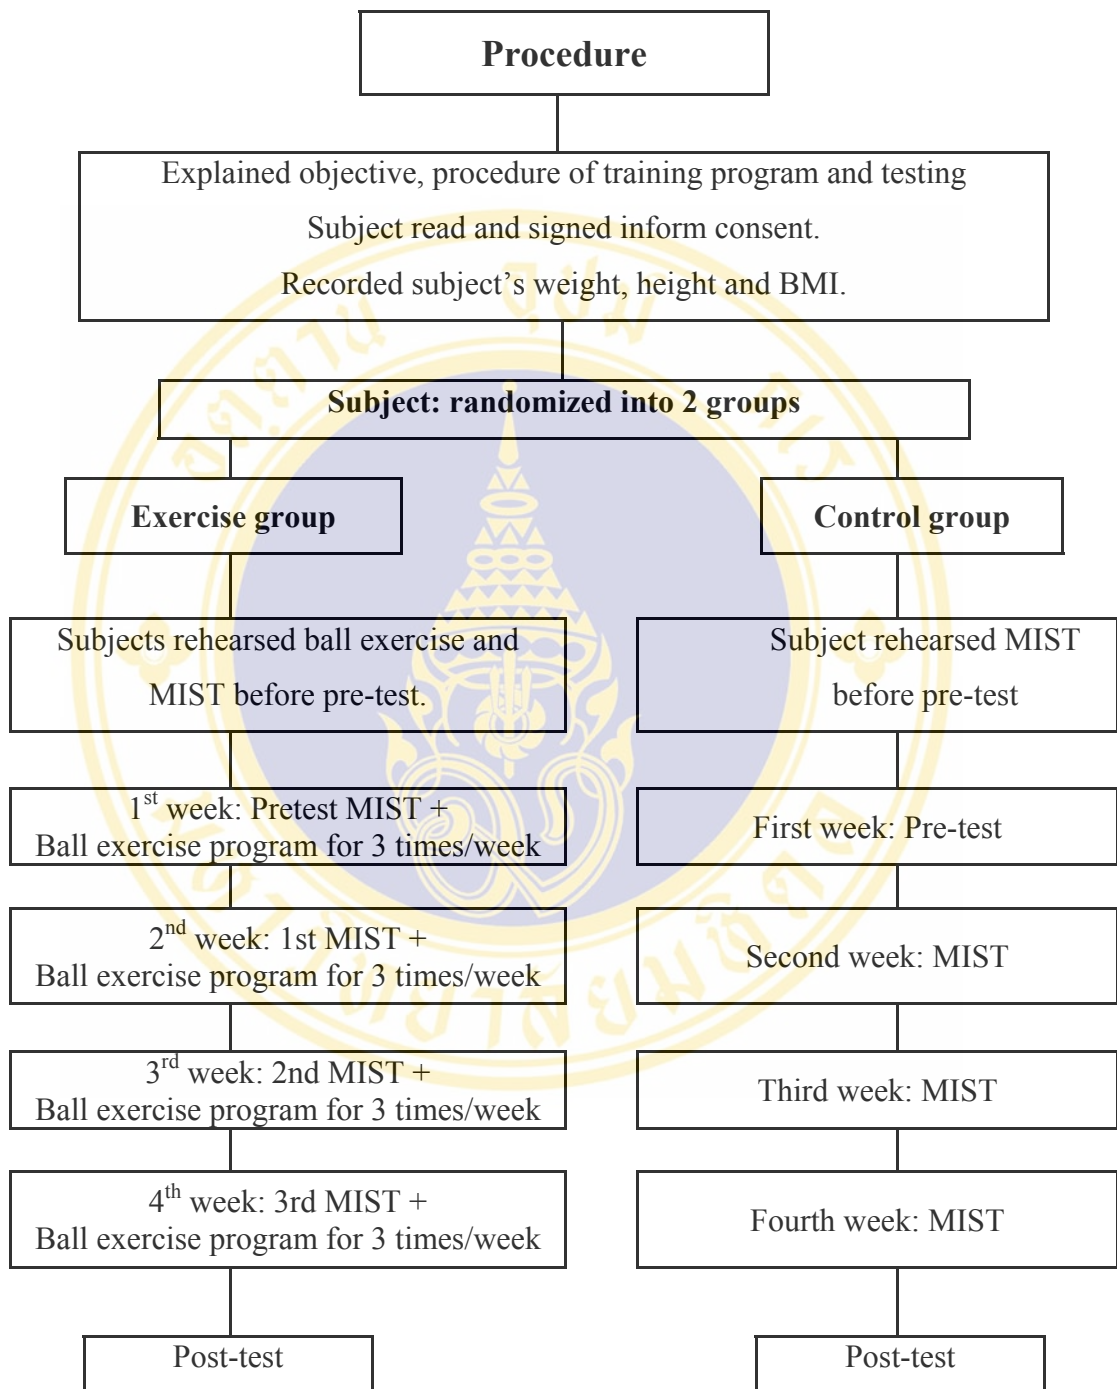 Procedure
Explained objective, procedure of training program and testing
Subject read and signed inform consent.
Recorded subject's weight, height and BMI.
Subject: randomized into 2 groups
Exercise group
Control group
Subjects rehearsed ball exercise and
MIST before pre-test.
Subject rehearsed MIST
before pre-test
1st week: Pretest MIST +
Ball exercise program for 3 times/week
First week: Pre-test
2nd week: 1st MIST +
Ball exercise program for 3 times/week
Second week: MIST
3rd week: 2nd MIST +
Ball exercise program for 3 times/week
Third week: MIST
4th week: 3rd MIST +
Ball exercise program for 3 times/week
Fourth week: MIST
Post-test
Post-test